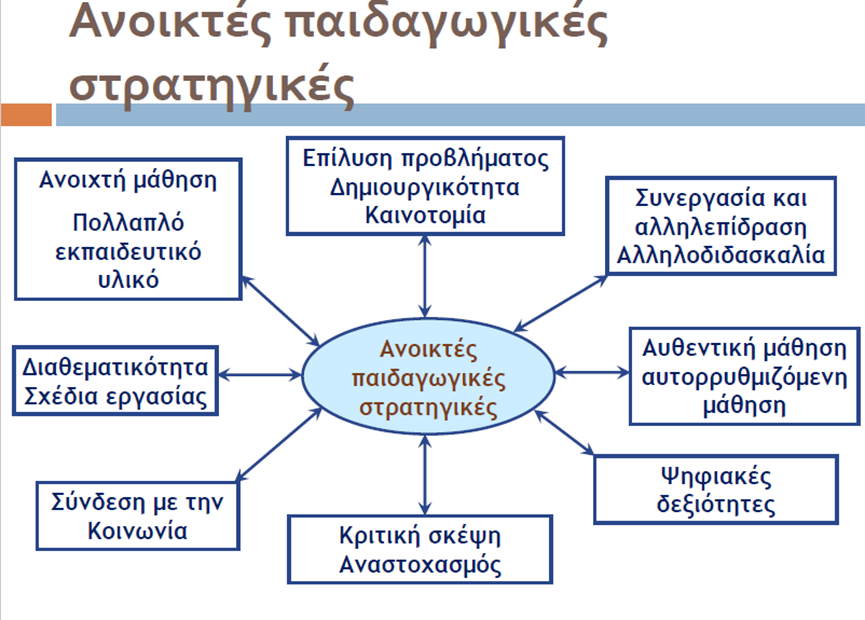 Ανοικτές παιδαγωγικές
στρατηγικές
Ανοιχτή μάθηση
Πολλαπλό
εκπαιδευτικό
υλικό
Επίλυση προβλήματος
Δημιουργικότητα
Καινοτομία
Συνεργασία και
αλληλεπίδραση
Αλληλοδιδασκαλία
Διαθεματικότητα
Σχέδια εργασίας
Ανοικτές
παιδαγωγικές
στρατηγικές
Αυθεντική μάθηση
αυτορρυθμιζόμενη
μάθηση
Σύνδεση με την
Κοινωνία
Κριτική σκέψη
Αναστοχασμός
Ψηφιακές
δεξιότητες